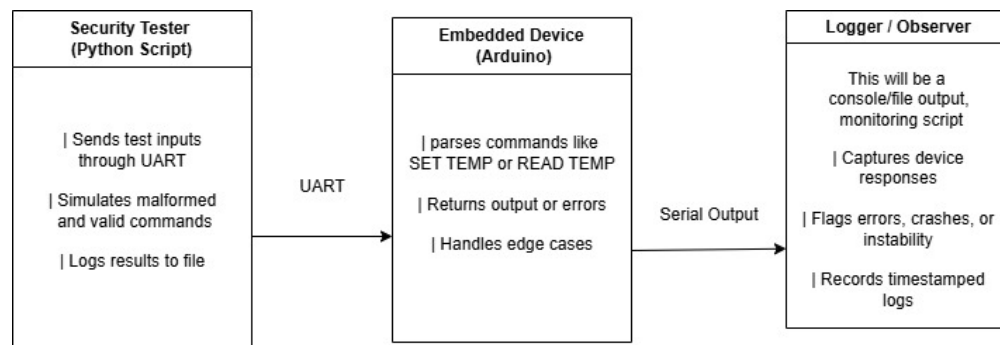 Security Tester
(Python Script)
| Sends test inputs
through UART
| Simulates malformed
and valid commands
| Logs results to file
UART
Embedded Device
(Arduino)
| parses commands like
SET TEMP or READ TEMP
| Returns output or errors
| Handles edge cases
Serial Output
Logger / Observer
This will be a
console/file output,
monitoring script
| Captures device
responses
| Flags errors, crashes, or
instability
| Records timestamped
logs